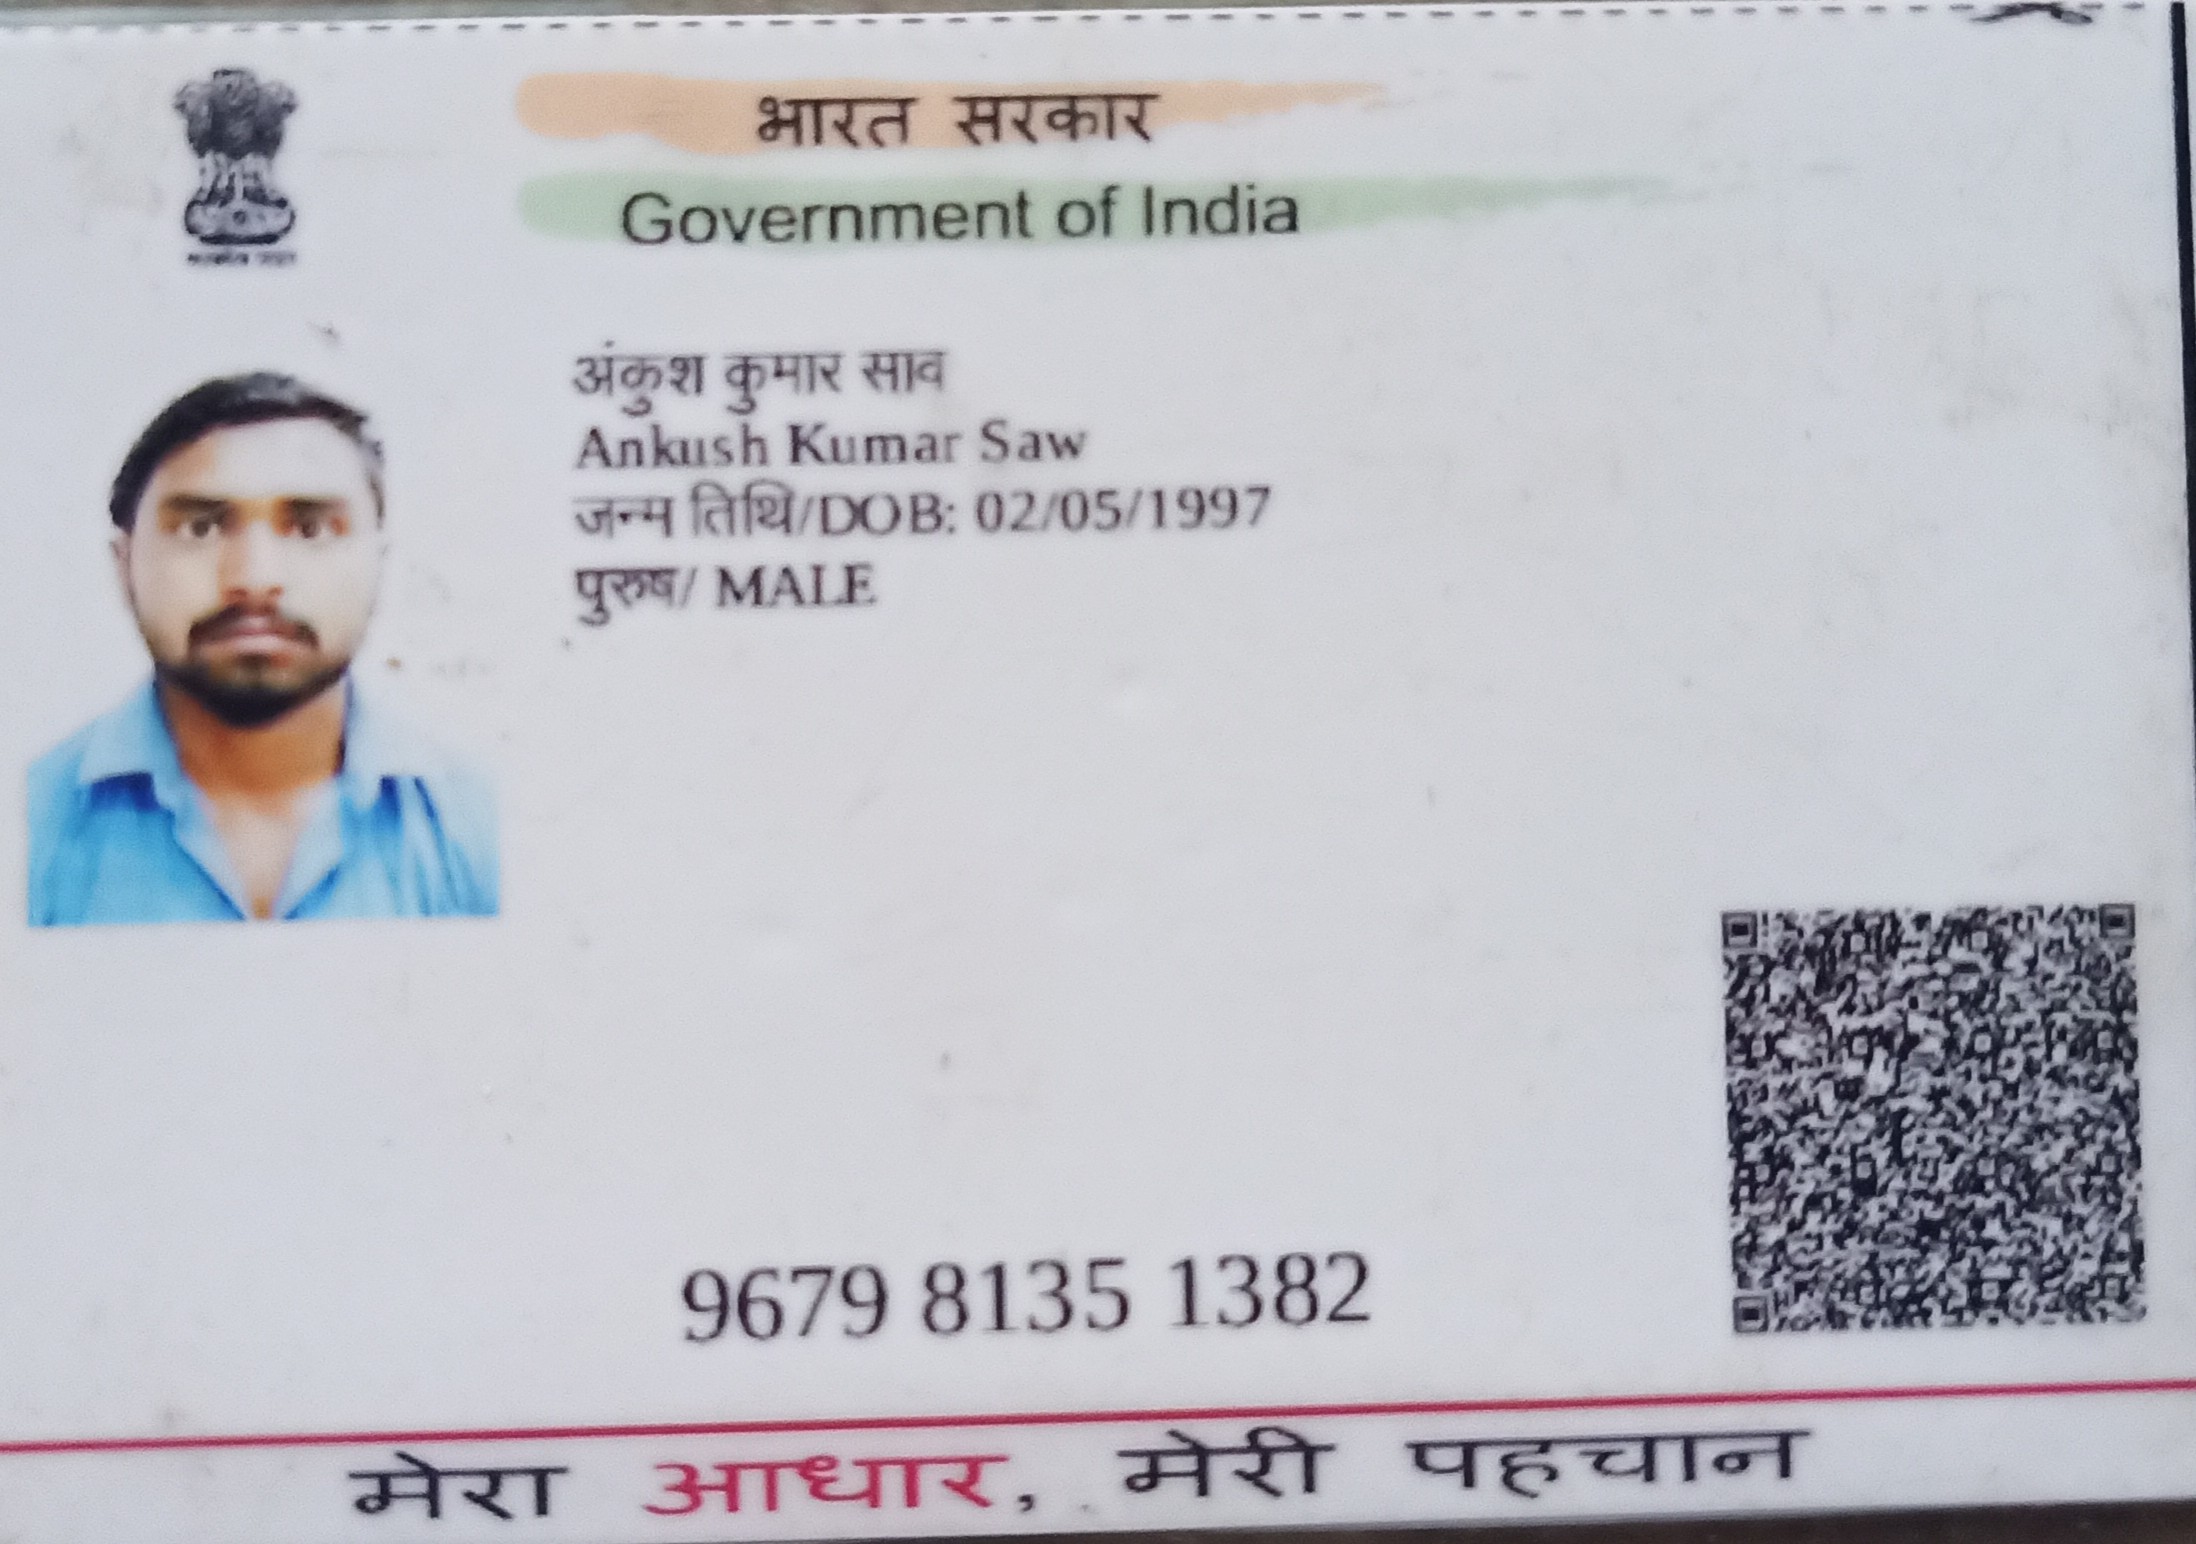 भारत सरकार
Government of India
अंकुश कुमार साव
Ankush Kumar Saw
जन्म तिथि/DOB: 02/05/1997
पुरुष/ MALE
9679 8135 1382
मेरा आधार, मेरी पहचान